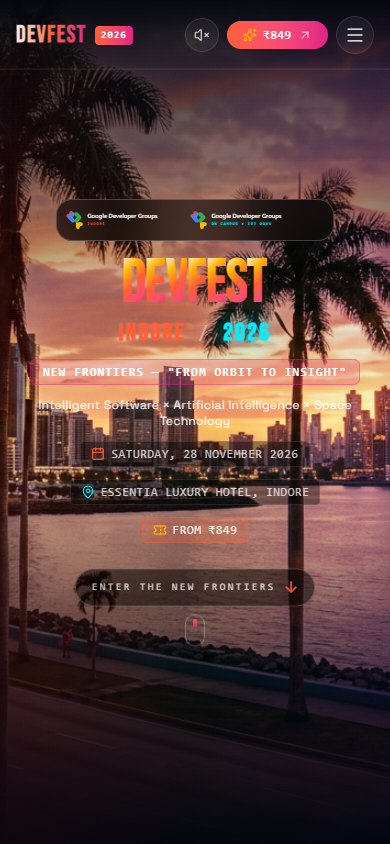 DEVFEST 2026 ₹849
Google Developer Groups Google Developer Groups
INDORE ON CAMPUS • IET DAVV
DEVFEST
INDORE / 2026
NEW FRONTIERS — "FROM ORBIT TO INSIGHT"
Intelligent Software × Artificial Intelligence × Space
Technology
SATURDAY, 28 NOVEMBER 2026
ESSENTIA LUXURY HOTEL, INDORE
FROM ₹849
ENTER THE NEW FRONTIERS